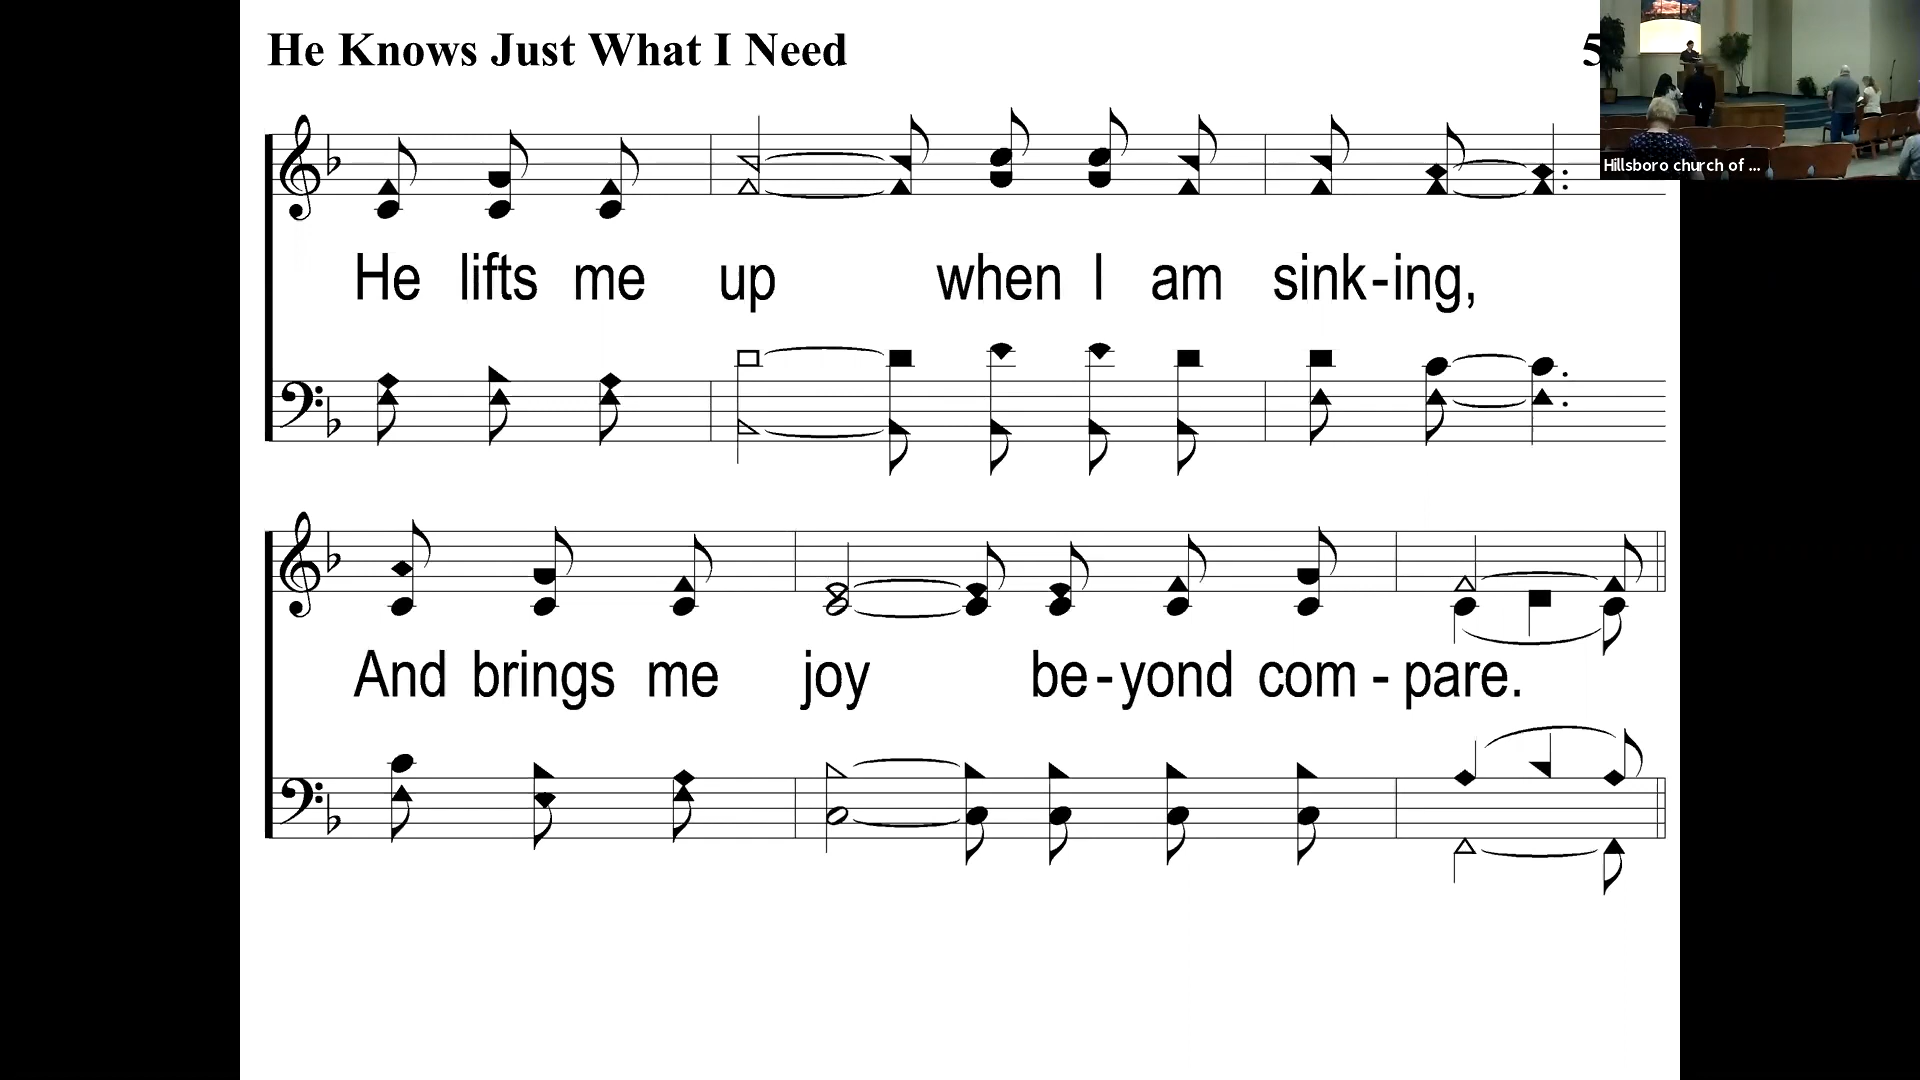 He Knows Just What I Need
5
Hillsboro church of ...
He lifts me up when I am sink-ing,
And brings me joy be-yond com - pare.